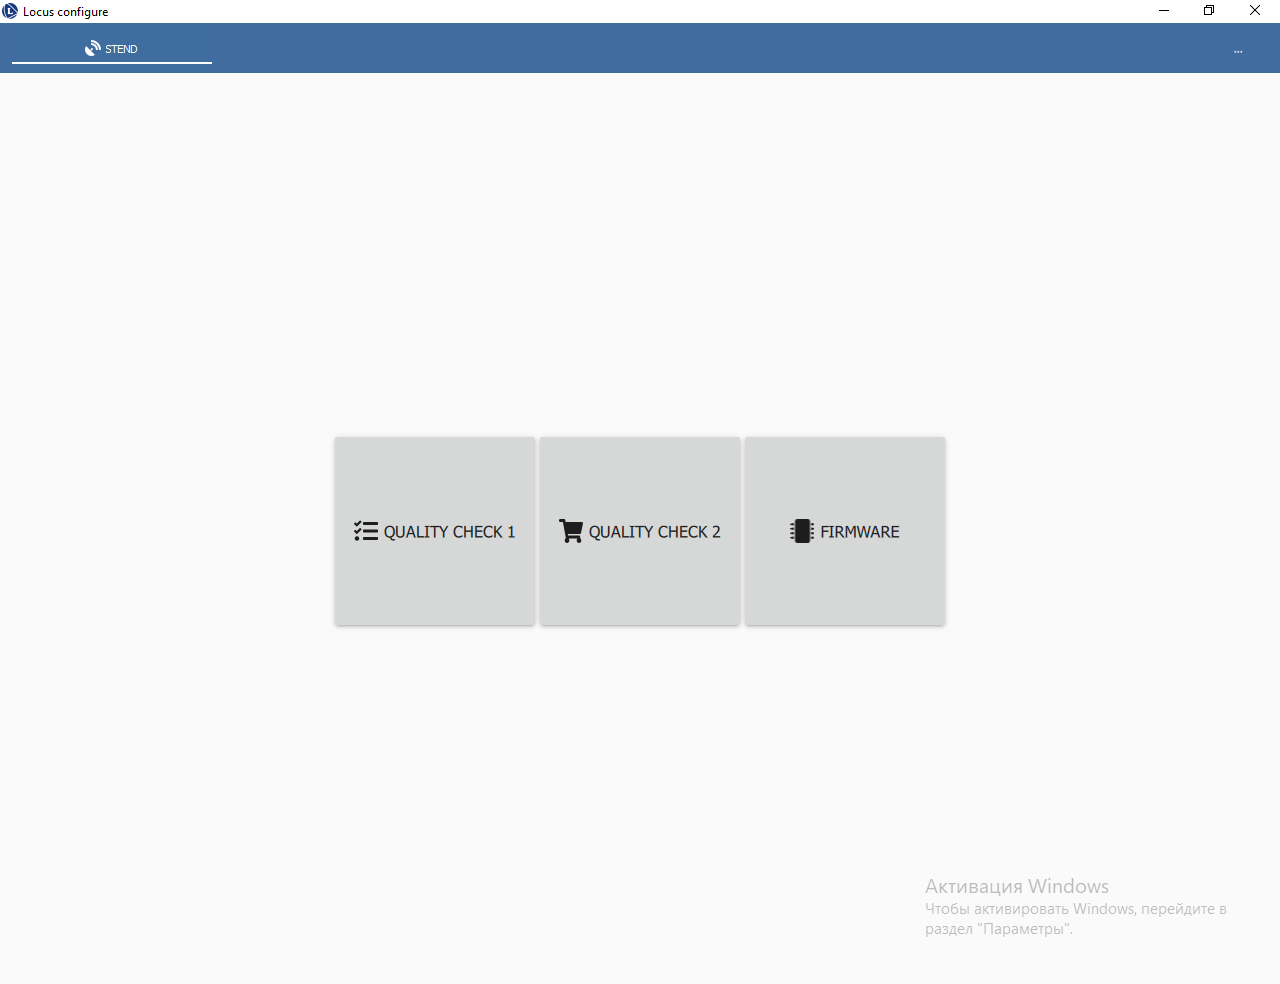 Locus configure
STEND
...
QUALITY CHECK 1
QUALITY CHECK 2
FIRMWARE
Активация Windows
Чтобы активировать Windows, перейдите в
раздел "Параметры".